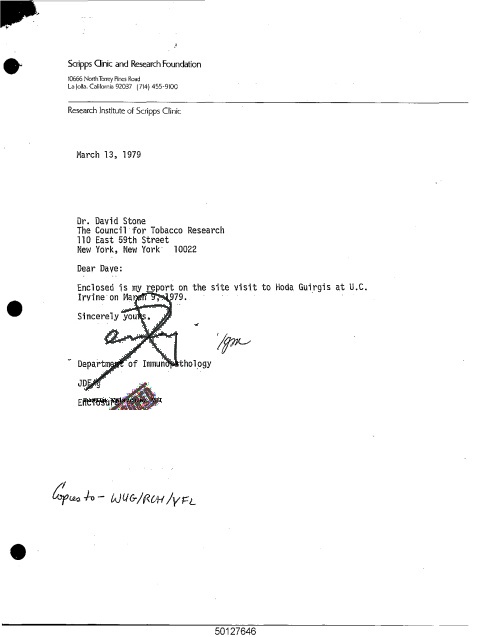 Scripps Clinic and Research Foundation
10666 North Torrey Pines Road
La Jolla, California 92037 (714) 455-9100
Research Institute of Scripps Clinic
March 13, 1979
Dr. David Stone
The Council for Tobacco Research
110 East 59th Street
New York, New York 10022
Dear Dave:
Enclosed is my report on the site visit to Hoda Guirgis at U.C.
Irvine on March 9, 1979.
Sincerely yours,
/gm
Department of Immunopathology
Enclosure
Copies to - WUG/RCH/VFL
50127646